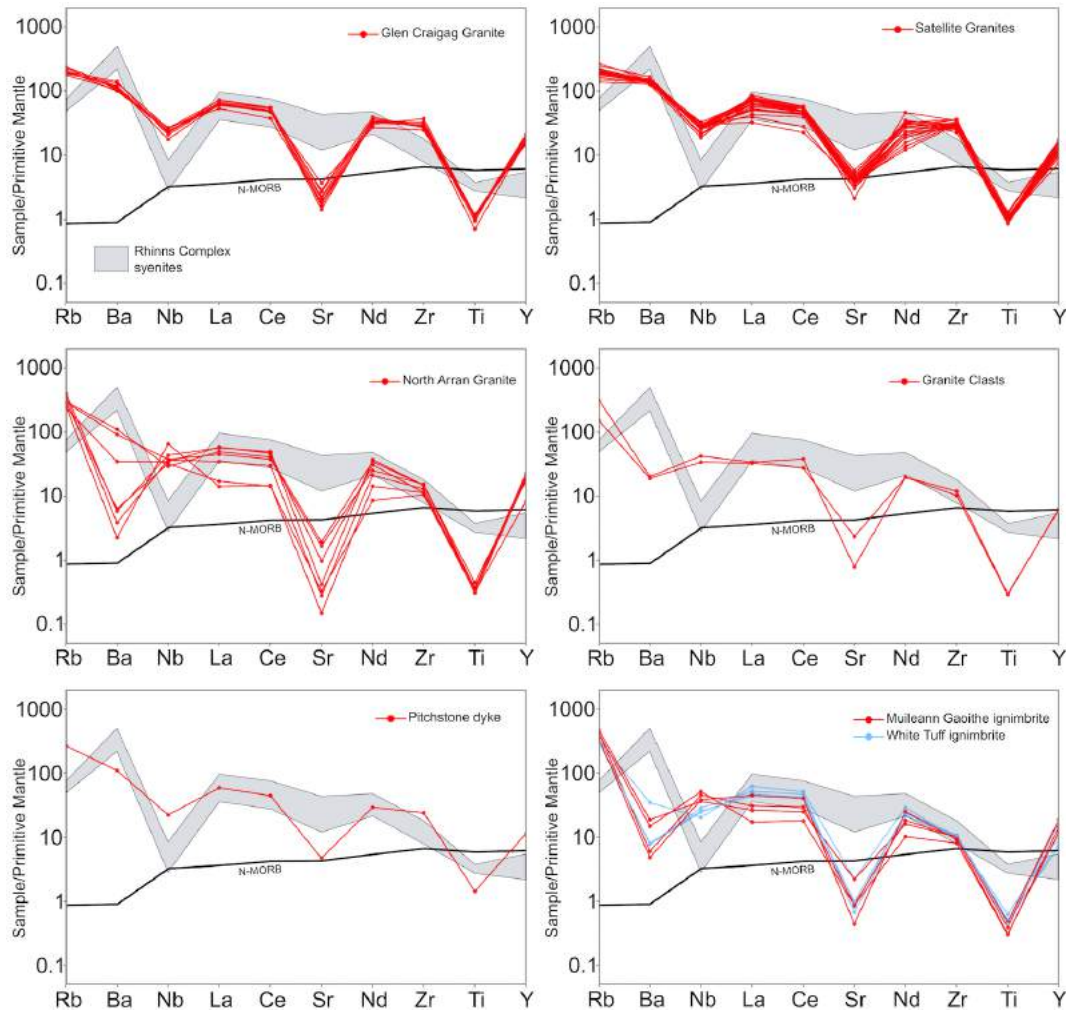 1000
100
10
1
0.1
Sample/Primitive Mantle
Glen Craigag Granite
N-MORB
Rhinns Complex
syenites
Rb Ba Nb La Ce Sr Nd Zr Ti Y
1000
100
10
1
0.1
Sample/Primitive Mantle
Satellite Granites
N-MORB
Rb Ba Nb La Ce Sr Nd Zr Ti Y
1000
100
10
1
0.1
Sample/Primitive Mantle
North Arran Granite
N-MORB
Rb Ba Nb La Ce Sr Nd Zr Ti Y
1000
100
10
1
0.1
Sample/Primitive Mantle
Granite Clasts
N-MORB
Rb Ba Nb La Ce Sr Nd Zr Ti Y
1000
100
10
1
0.1
Sample/Primitive Mantle
Pitchstone dyke
N-MORB
Rb Ba Nb La Ce Sr Nd Zr Ti Y
1000
100
10
1
0.1
Sample/Primitive Mantle
Muileann Gaoithe ignimbrite
White Tuff ignimbrite
N-MORB
Rb Ba Nb La Ce Sr Nd Zr Ti Y